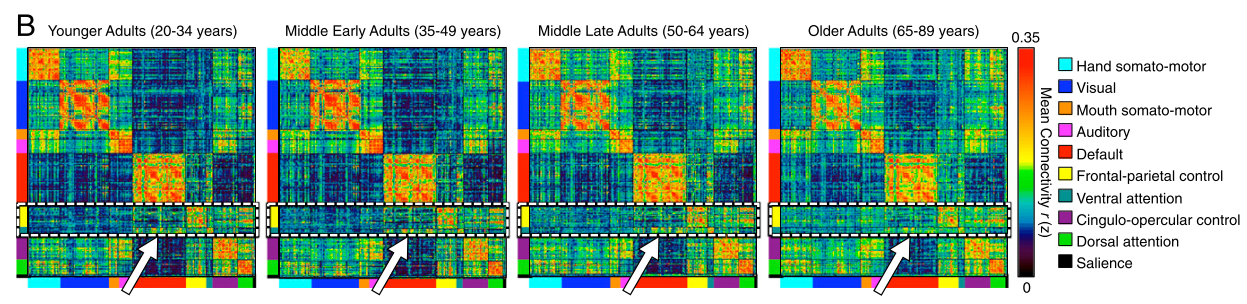 B
Younger Adults (20-34 years)
Middle Early Adults (35-49 years)
Middle Late Adults (50-64 years)
Older Adults (65-89 years)
0.35
Mean Connectivity r (z)
0
Hand somato-motor
Visual
Mouth somato-motor
Auditory
Default
Frontal-parietal control
Ventral attention
Cingulo-opercular control
Dorsal attention
Salience